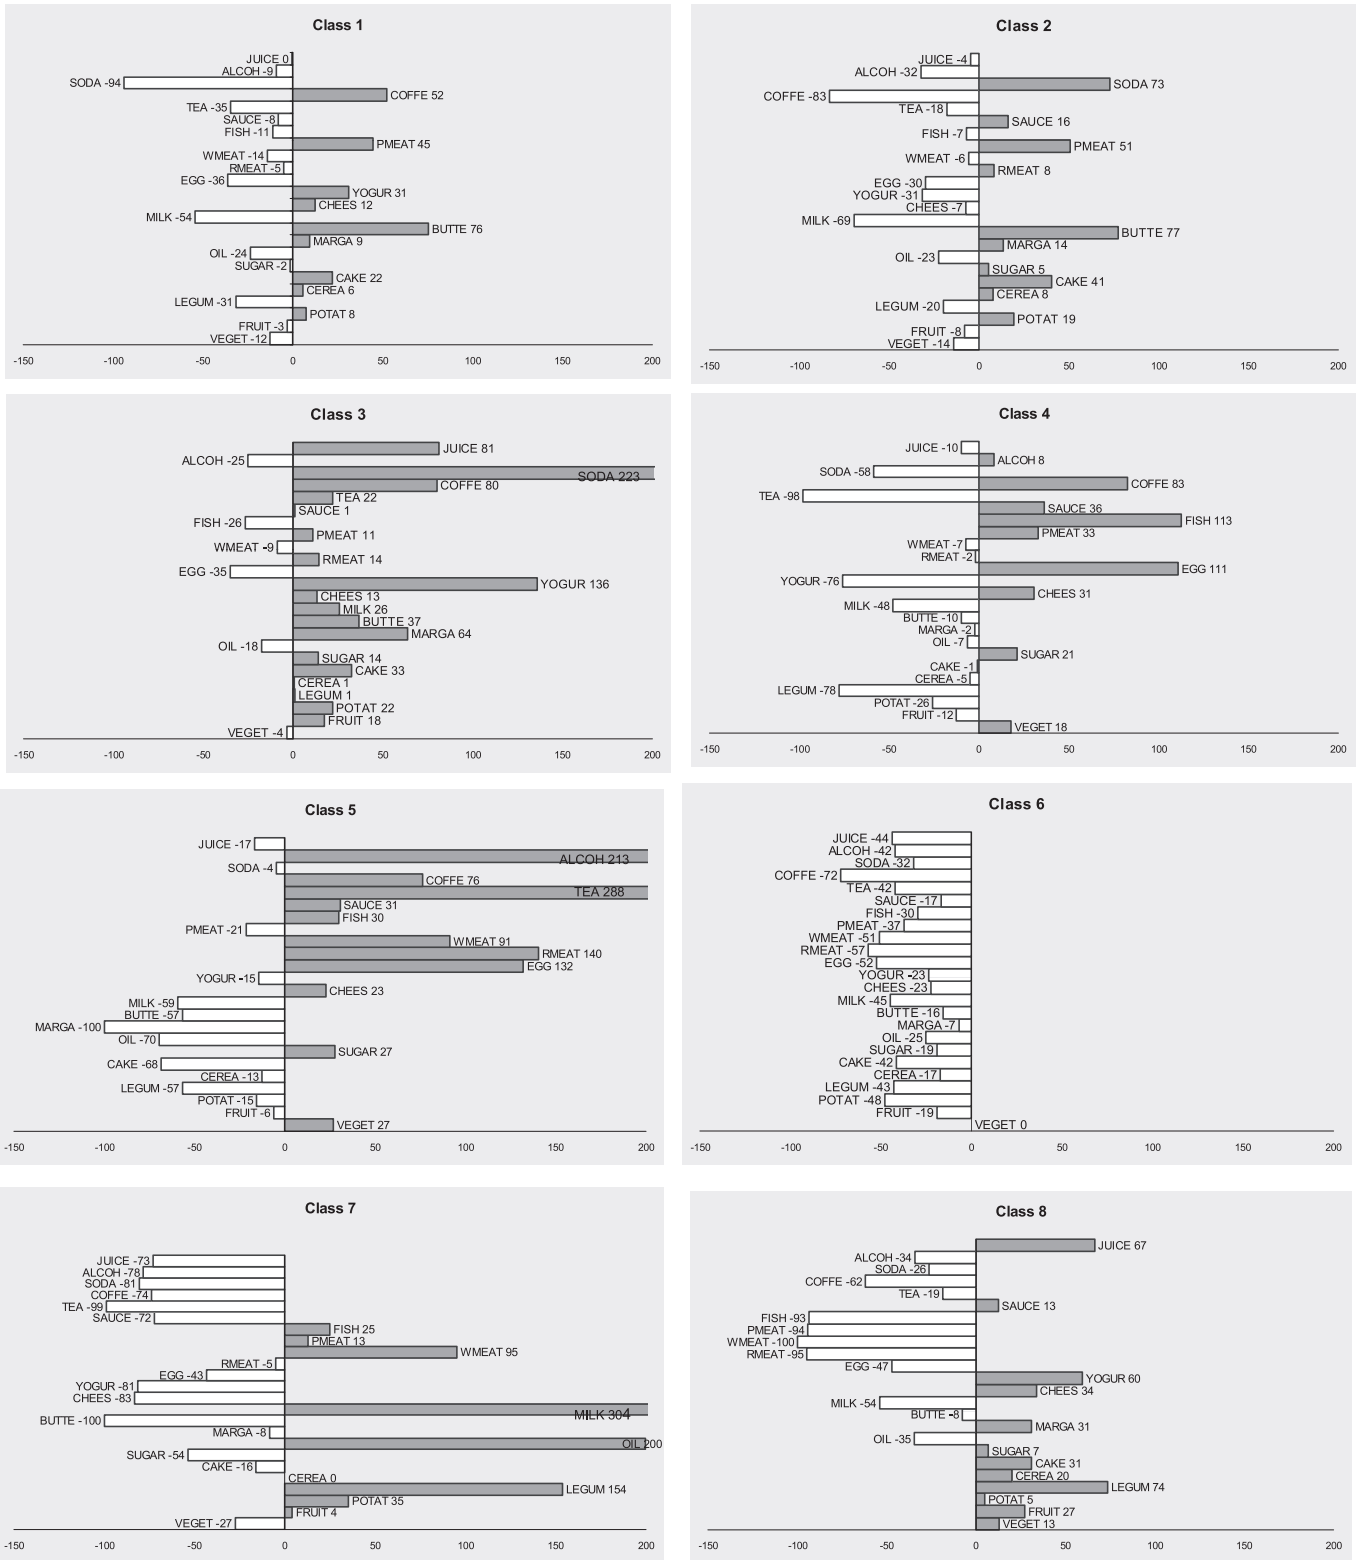 Class 1
JUICE 0
ALCOH -9
SODA -94
COFFE 52
TEA -35
SAUCE -8
FISH -11
PMEAT 45
WMEAT -14
RMEAT -5
EGG -36
YOGUR 31
CHEES 12
MILK -54
BUTTE 76
MARGA 9
OIL -24
SUGAR -2
CAKE 22
CEREA 6
LEGUM -31
POTAT 8
FRUIT -3
VEGET -12
-150 -100 -50 0 50 100 150 200
Class 2
JUICE -4
ALCOH -32
SODA 73
COFFE -83
TEA -18
SAUCE 16
FISH -7
PMEAT 51
WMEAT -6
RMEAT 8
EGG -30
YOGUR -31
CHEES -7
MILK -69
BUTTE 77
MARGA 14
OIL -23
SUGAR 5
CAKE 41
CEREA 8
LEGUM -20
POTAT 19
FRUIT -8
VEGET -14
-150 -100 -50 0 50 100 150 200
Class 3
JUICE 81
ALCOH -25
SODA 223
COFFE 80
TEA 22
SAUCE 1
FISH -26
PMEAT 11
WMEAT -9
RMEAT 14
EGG -35
YOGUR 136
CHEES 13
MILK 26
BUTTE 37
MARGA 64
OIL -18
SUGAR 14
CAKE 33
CEREA 1
LEGUM 1
POTAT 22
FRUIT 18
VEGET -4
-150 -100 -50 0 50 100 150 200
Class 4
JUICE -10
ALCOH 8
SODA -58
COFFE 83
TEA -98
SAUCE 36
FISH 113
PMEAT 33
WMEAT -7
RMEAT -2
EGG 111
YOGUR -76
CHEES 31
MILK -48
BUTTE -10
MARGA -2
OIL -7
SUGAR 21
CAKE -1
CEREA -5
LEGUM -78
POTAT -26
FRUIT -12
VEGET 18
-150 -100 -50 0 50 100 150 200
Class 5
JUICE -17
ALCOH 213
SODA -4
COFFE 76
TEA 288
SAUCE 31
FISH 30
PMEAT -21
WMEAT 91
RMEAT 140
EGG 132
YOGUR -15
CHEES 23
MILK -59
BUTTE -57
MARGA -100
OIL -70
SUGAR 27
CAKE -68
CEREA -13
LEGUM -57
POTAT -15
FRUIT -6
VEGET 27
-150 -100 -50 0 50 100 150 200
Class 6
JUICE -44
ALCOH -42
SODA -32
COFFE -72
TEA -42
SAUCE -17
FISH -30
PMEAT -37
WMEAT -51
RMEAT -57
EGG -52
YOGUR -23
CHEES -23
MILK -45
BUTTE -16
MARGA -7
OIL -25
SUGAR -19
CAKE -42
CEREA -17
LEGUM -43
POTAT -48
FRUIT -19
VEGET 0
-150 -100 -50 0 50 100 150 200
Class 7
JUICE -73
ALCOH -78
SODA -81
COFFE -74
TEA -99
SAUCE -72
FISH 25
PMEAT 13
WMEAT 95
RMEAT -5
EGG -43
YOGUR -81
CHEES -83
MILK 304
BUTTE -100
MARGA -8
OIL 200
SUGAR -54
CAKE -16
CEREA 0
LEGUM 154
POTAT 35
FRUIT 4
VEGET -27
-150 -100 -50 0 50 100 150 200
Class 8
JUICE 67
ALCOH -34
SODA -26
COFFE -62
TEA -19
SAUCE 13
FISH -93
PMEAT -94
WMEAT -100
RMEAT -95
EGG -47
YOGUR 60
CHEES 34
MILK -54
BUTTE -8
MARGA 31
OIL -35
SUGAR 7
CAKE 31
CEREA 20
LEGUM 74
POTAT 5
FRUIT 27
VEGET 13
-150 -100 -50 0 50 100 150 200